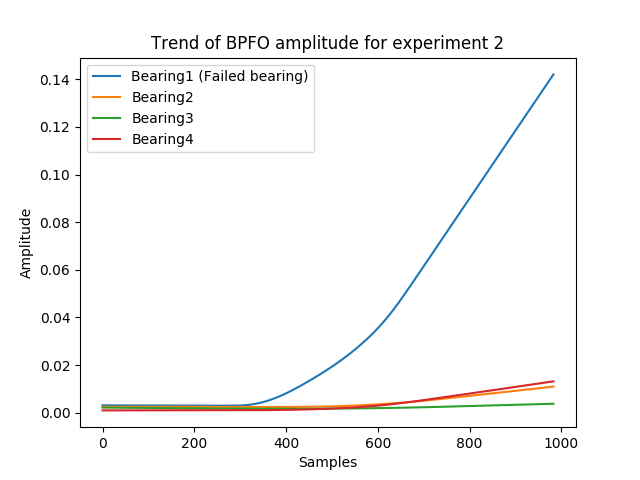 Trend of BPFO amplitude for experiment 2
Bearing1 (Failed bearing)
Bearing2
Bearing3
Bearing4
Amplitude
0.14
0.12
0.10
0.08
0.06
0.04
0.02
0.00
0 200 400 600 800 1000
Samples